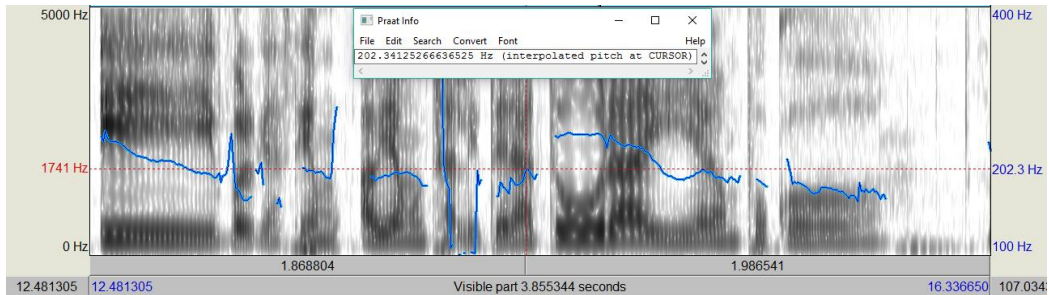 5000 Hz
400 Hz
Praat Info
File Edit Search Convert Font Help
202.34125266636525 Hz (interpolated pitch at CURSOR)
1741 Hz
202.3 Hz
0 Hz
100 Hz
1.868804 1.986541
12.481305 12.481305 Visible part 3.855344 seconds 16.336650